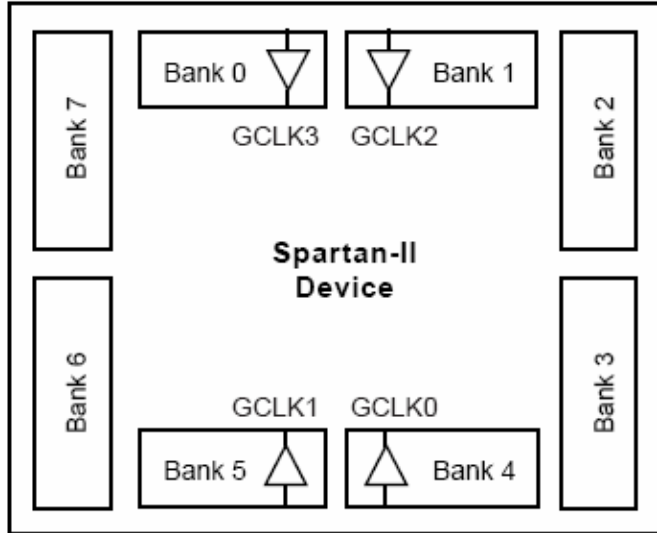 Bank 0
Bank 1
Bank 7
Bank 2
GCLK3
GCLK2
Spartan-II
Device
Bank 6
Bank 3
GCLK1
GCLK0
Bank 5
Bank 4